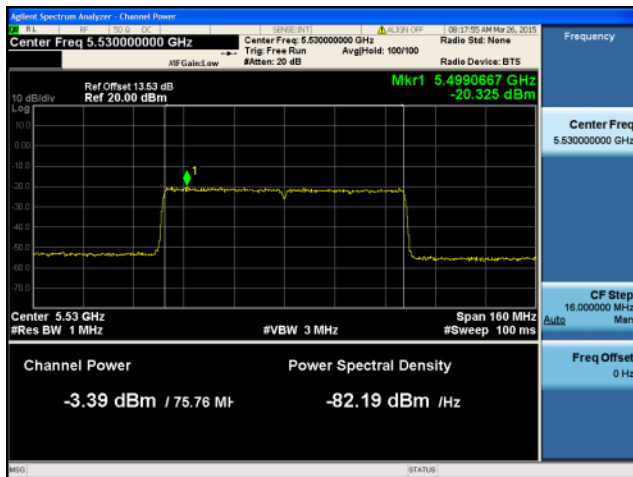 Agilent Spectrum Analyzer - Channel Power
RL RF 50 Ω DC SENSE:INT ALIGN OFF 08:17:55 AM Mar 26, 2015
Center Freq 5.530000000 GHz
Center Freq: 5.530000000 GHz
Radio Std: None
Trig: Free Run Avg|Hold: 100/100
#IFGain:Low #Atten: 20 dB Radio Device: BTS
Frequency
Mkr1 5.4990667 GHz
-20.325 dBm
Ref Offset 13.53 dB
10 dB/div Ref 20.00 dBm
Log
10.0
0.00
-10.0
-20.0
-30.0
-40.0
-50.0
-60.0
-70.0
1
Center Freq
5.530000000 GHz
Center 5.53 GHz Span 160 MHz
#Res BW 1 MHz #VBW 3 MHz #Sweep 100 ms
CF Step
16.000000 MHz
Auto Man
Channel Power Power Spectral Density
-3.39 dBm / 75.76 MH -82.19 dBm /Hz
Freq Offset
0 Hz
MSG STATUS